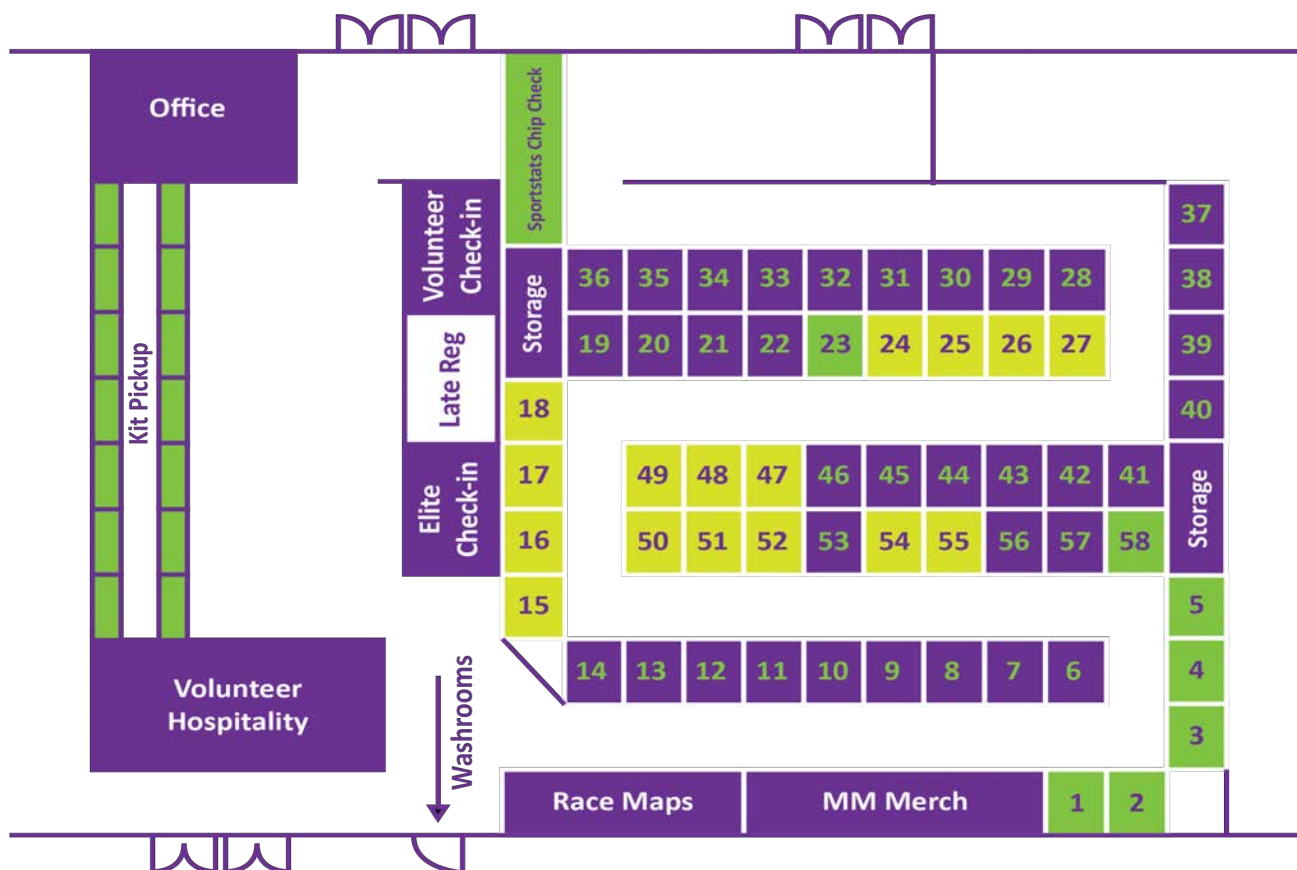 Office
Sportstats Chip Check
Volunteer
Check-in
37
Storage
36 35 34 33 32 31 30 29 28
38
19 20 21 22 23 24 25 26 27
39
Kit Pickup
Late Reg
18
40
Elite
Check-in
17
49 48 47 46 45 44 43 42 41
Storage
16
50 51 52 53 54 55 56 57 58
15
5
14 13 12 11 10 9 8 7 6
4
Volunteer
Hospitality
Washrooms
3
Race Maps
MM Merch
1
2